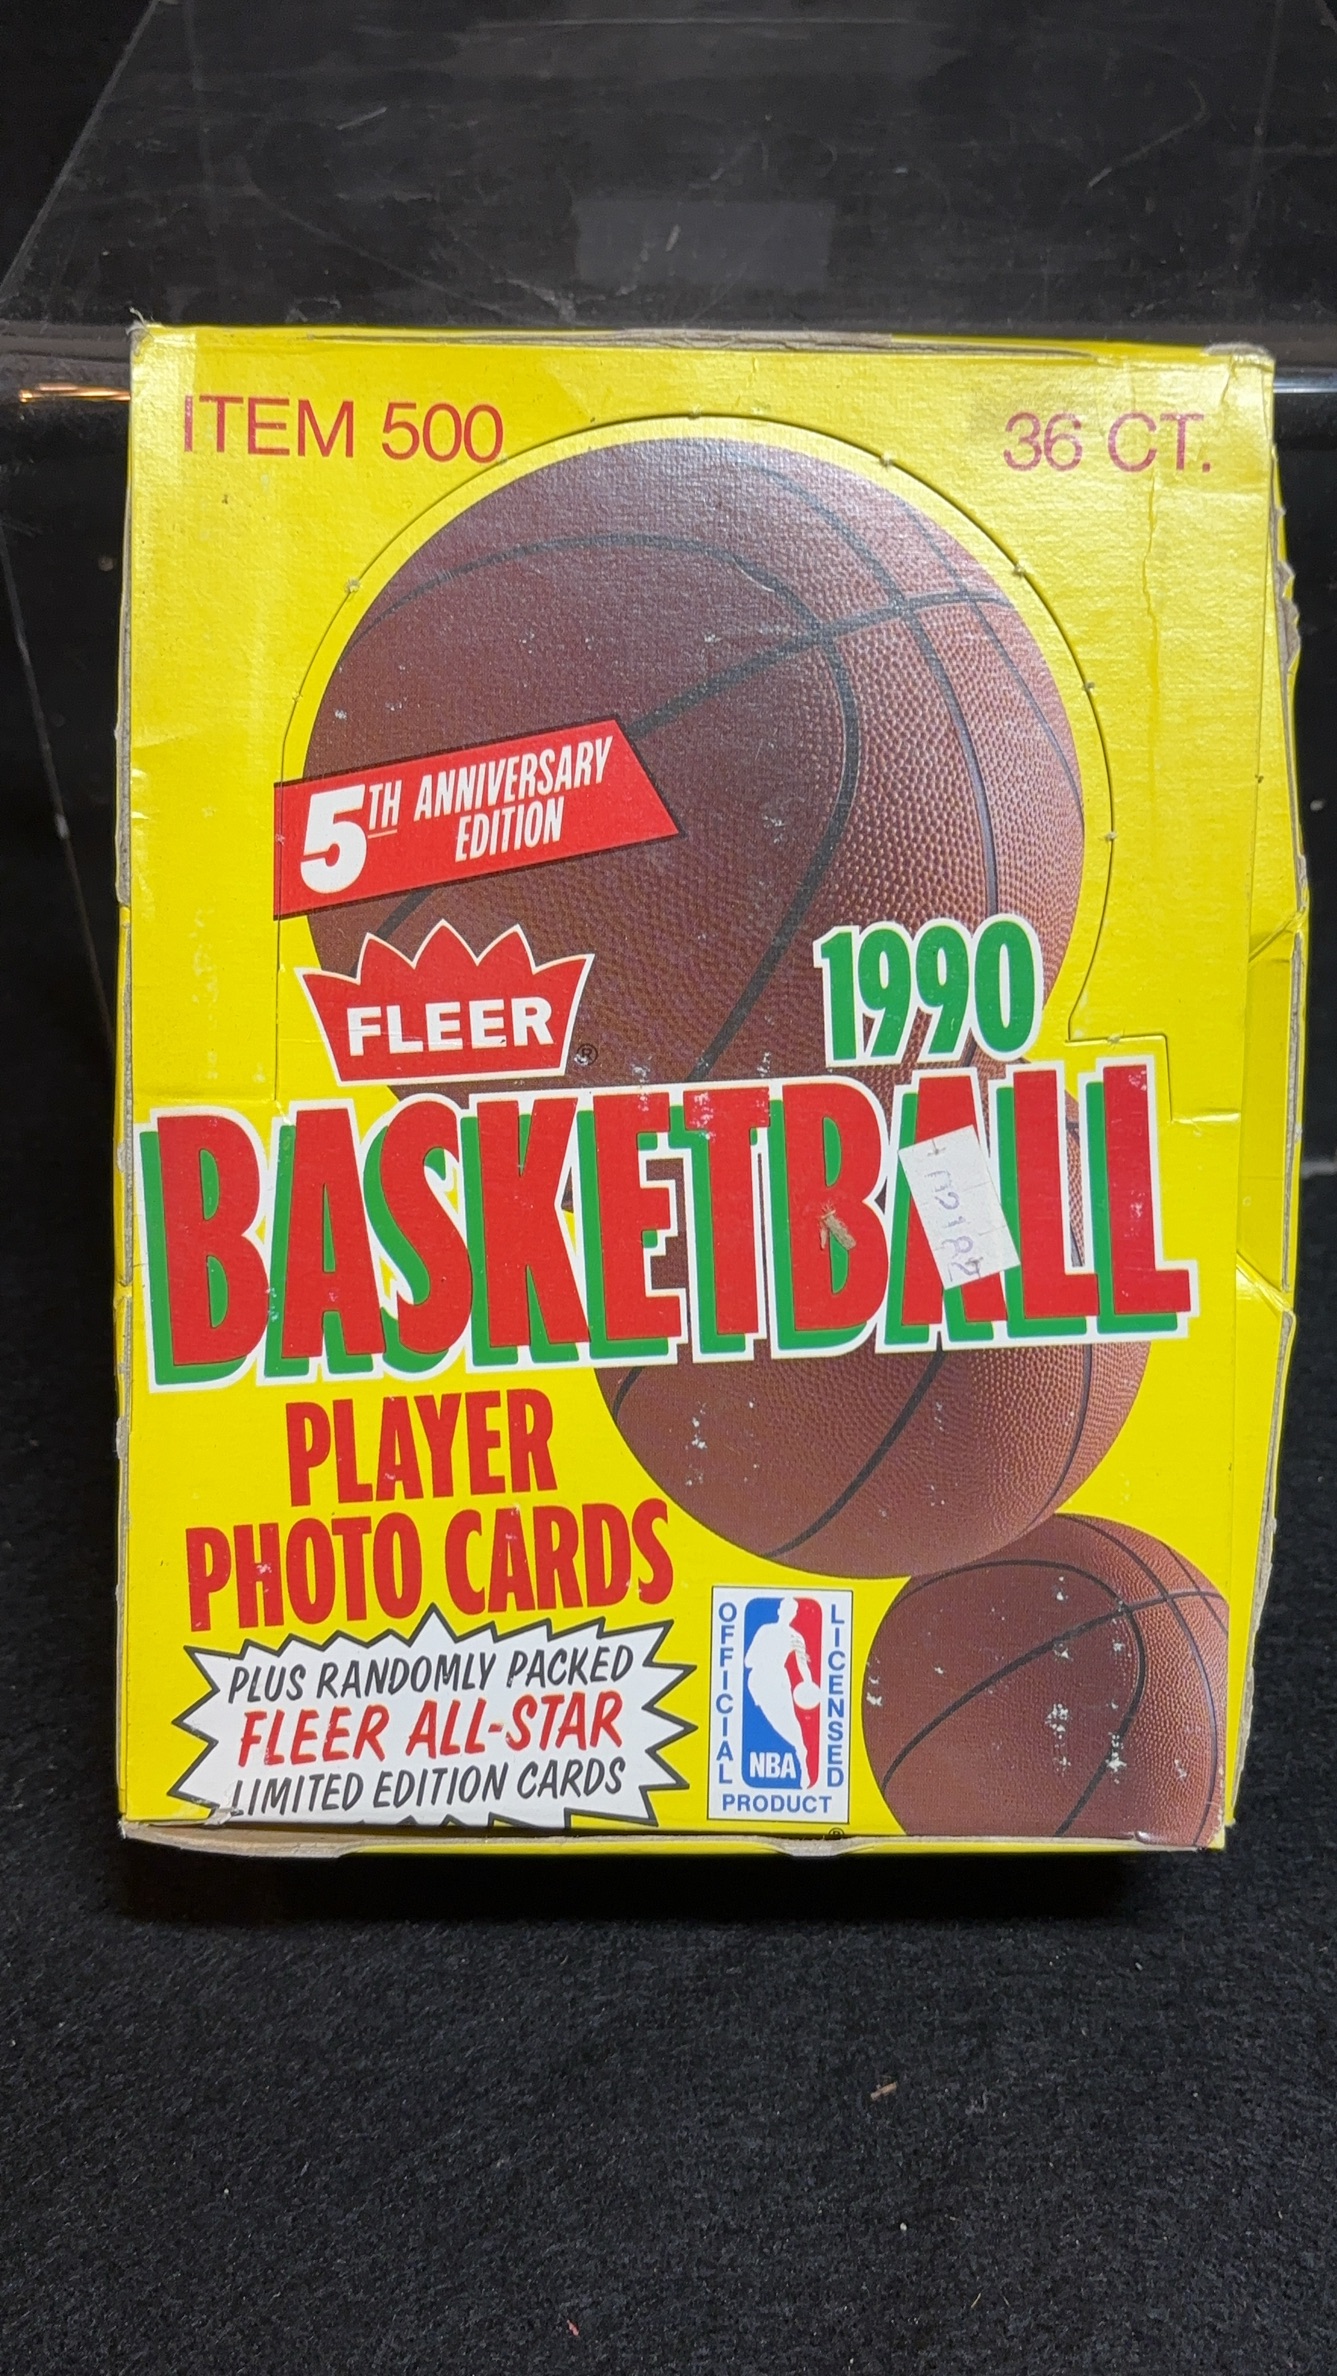 ITEM 500
36 CT.
5TH ANNIVERSARY
EDITION
FLEER
®
1990
BASKETBALL
PLAYER
PHOTO CARDS
PLUS RANDOMLY PACKED
FLEER ALL-STAR
LIMITED EDITION CARDS
OFFICIAL
LICENSED
NBA
PRODUCT
®